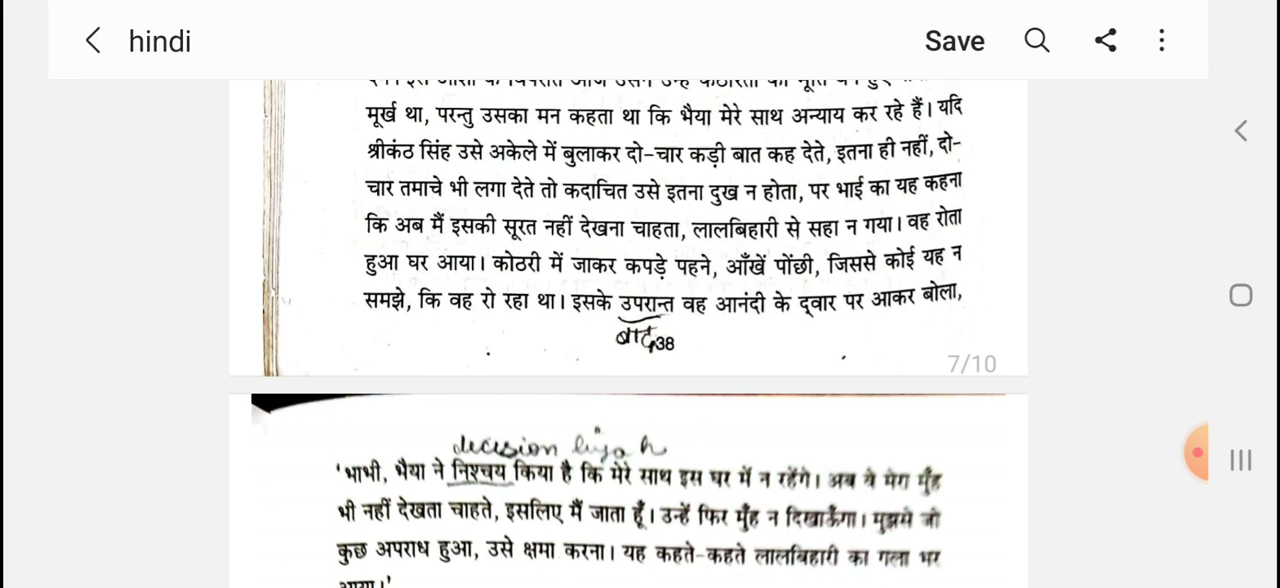 hindi
Save
मूर्ख था, परन्तु उसका मन कहता था कि भैया मेरे साथ अन्याय कर रहे हैं। यदि
श्रीकंठ सिंह उसे अकेले में बुलाकर दो-चार कड़ी बात कह देते, इतना ही नहीं, दो-
चार तमाचे भी लगा देते तो कदाचित उसे इतना दुख न होता, पर भाई का यह कहना
कि अब मैं इसकी सूरत नहीं देखना चाहता, लालबिहारी से सहा न गया। वह रोता
हुआ घर आया। कोठरी में जाकर कपड़े पहने, आँखें पोंछी, जिससे कोई यह न
समझे, कि वह रो रहा था। इसके उपरान्त वह आनंदी के द्वार पर आकर बोला,
बाद
38
7/10
decision
'भाभी, भैया ने निश्चय किया है कि मेरे साथ इस घर में न रहेंगे। अब वे मेरा मुँह
भी नहीं देखता चाहते, इसलिए मैं जाता हूँ। उन्हें फिर मुँह न दिखाऊँगा। मुझसे जो
कुछ अपराध हुआ, उसे क्षमा करना। यह कहते-कहते लालबिहारी का गला भर